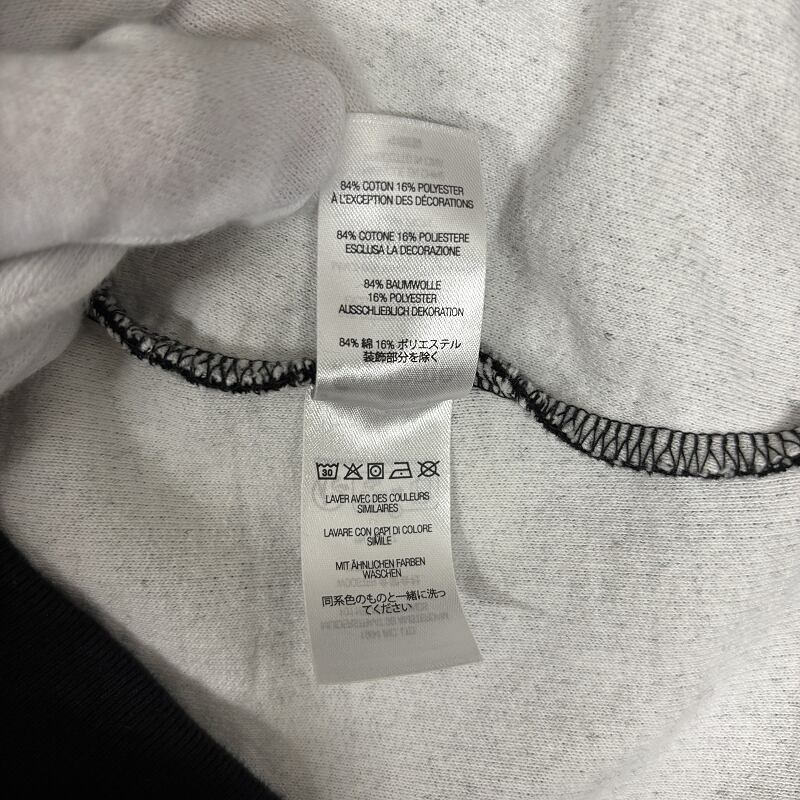 84% COTON 16% POLYESTER
À L'EXCEPTION DES DÉCORATIONS
84% COTONE 16% POLIESTERE
ESCLUSA LA DECORAZIONE
84% BAUMWOLLE
16% POLYESTER
AUSSCHLIEBLICH DEKORATION
84% 綿 16% ポリエステル
装飾部分を除く
30
LAVER AVEC DES COULEURS
SIMILAIRES
LAVARE CON CAPI DI COLORE
SIMILE
MIT ÄHNLICHEN FARBEN
WASCHEN
同系色のものと一緒に洗っ
てください